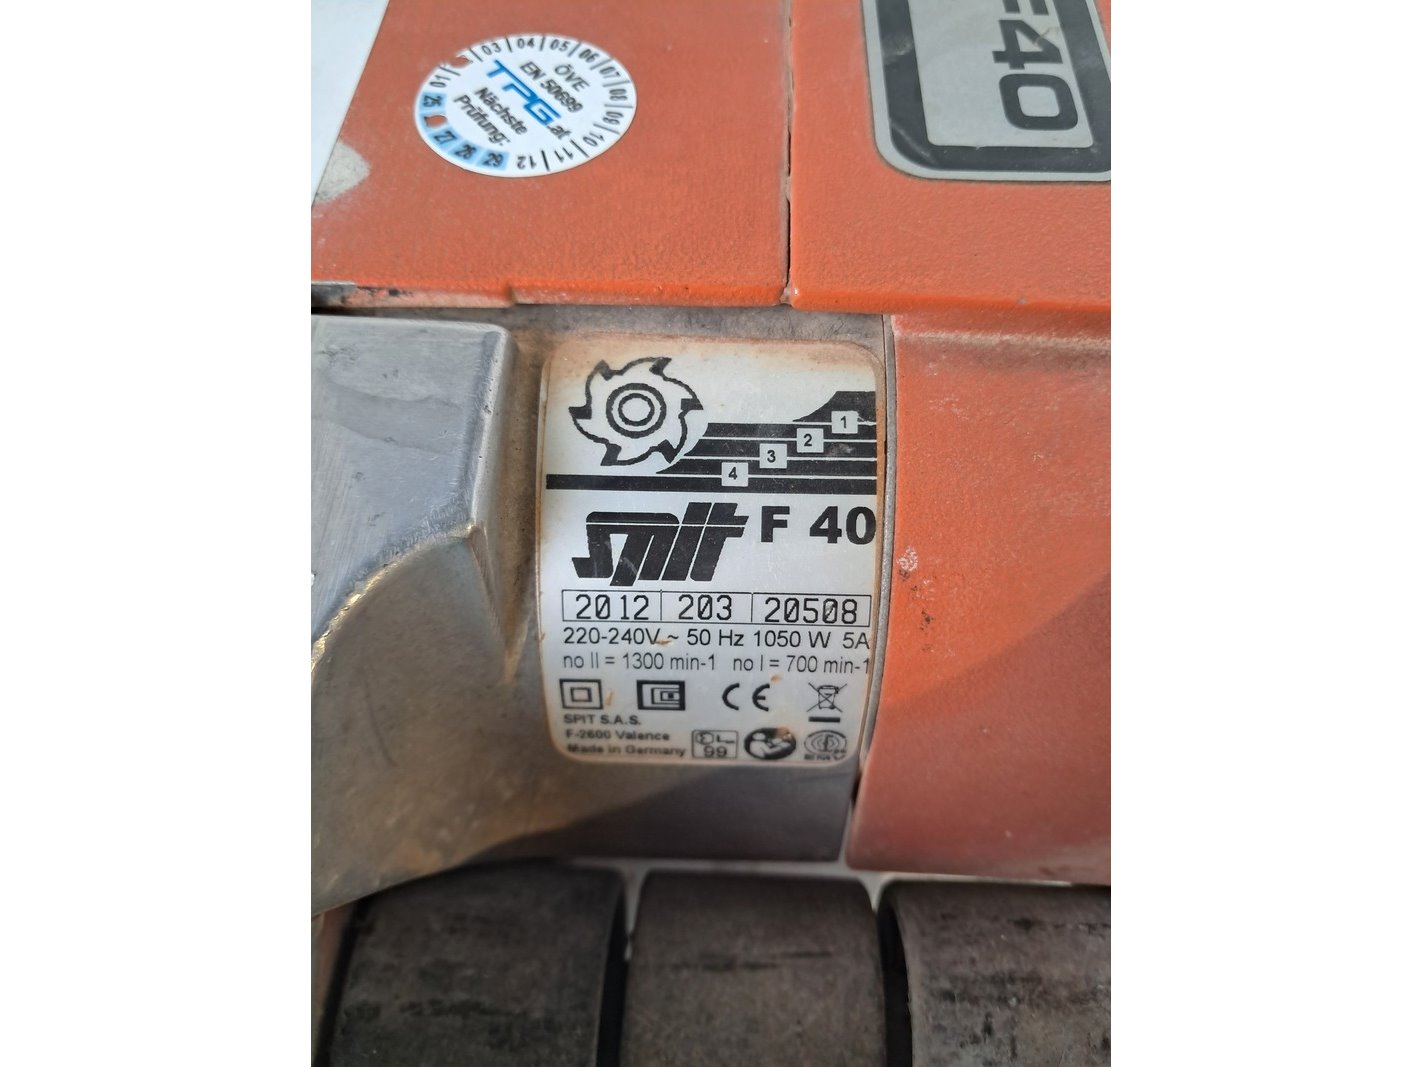 01 03 04 05 06 07 08 09 10 11 12
ÖVE
EN 50699
TPG.at
Nächste
Prüfung:
25 27 28 29
40
1
2
3
4
spit F 40
2012 203 20508
220-240V ~ 50 Hz 1050 W 5A
no II = 1300 min-1 no I = 700 min-1
CE
SPIT S.A.S.
F-2600 Valence
Made in Germany
99
EMV